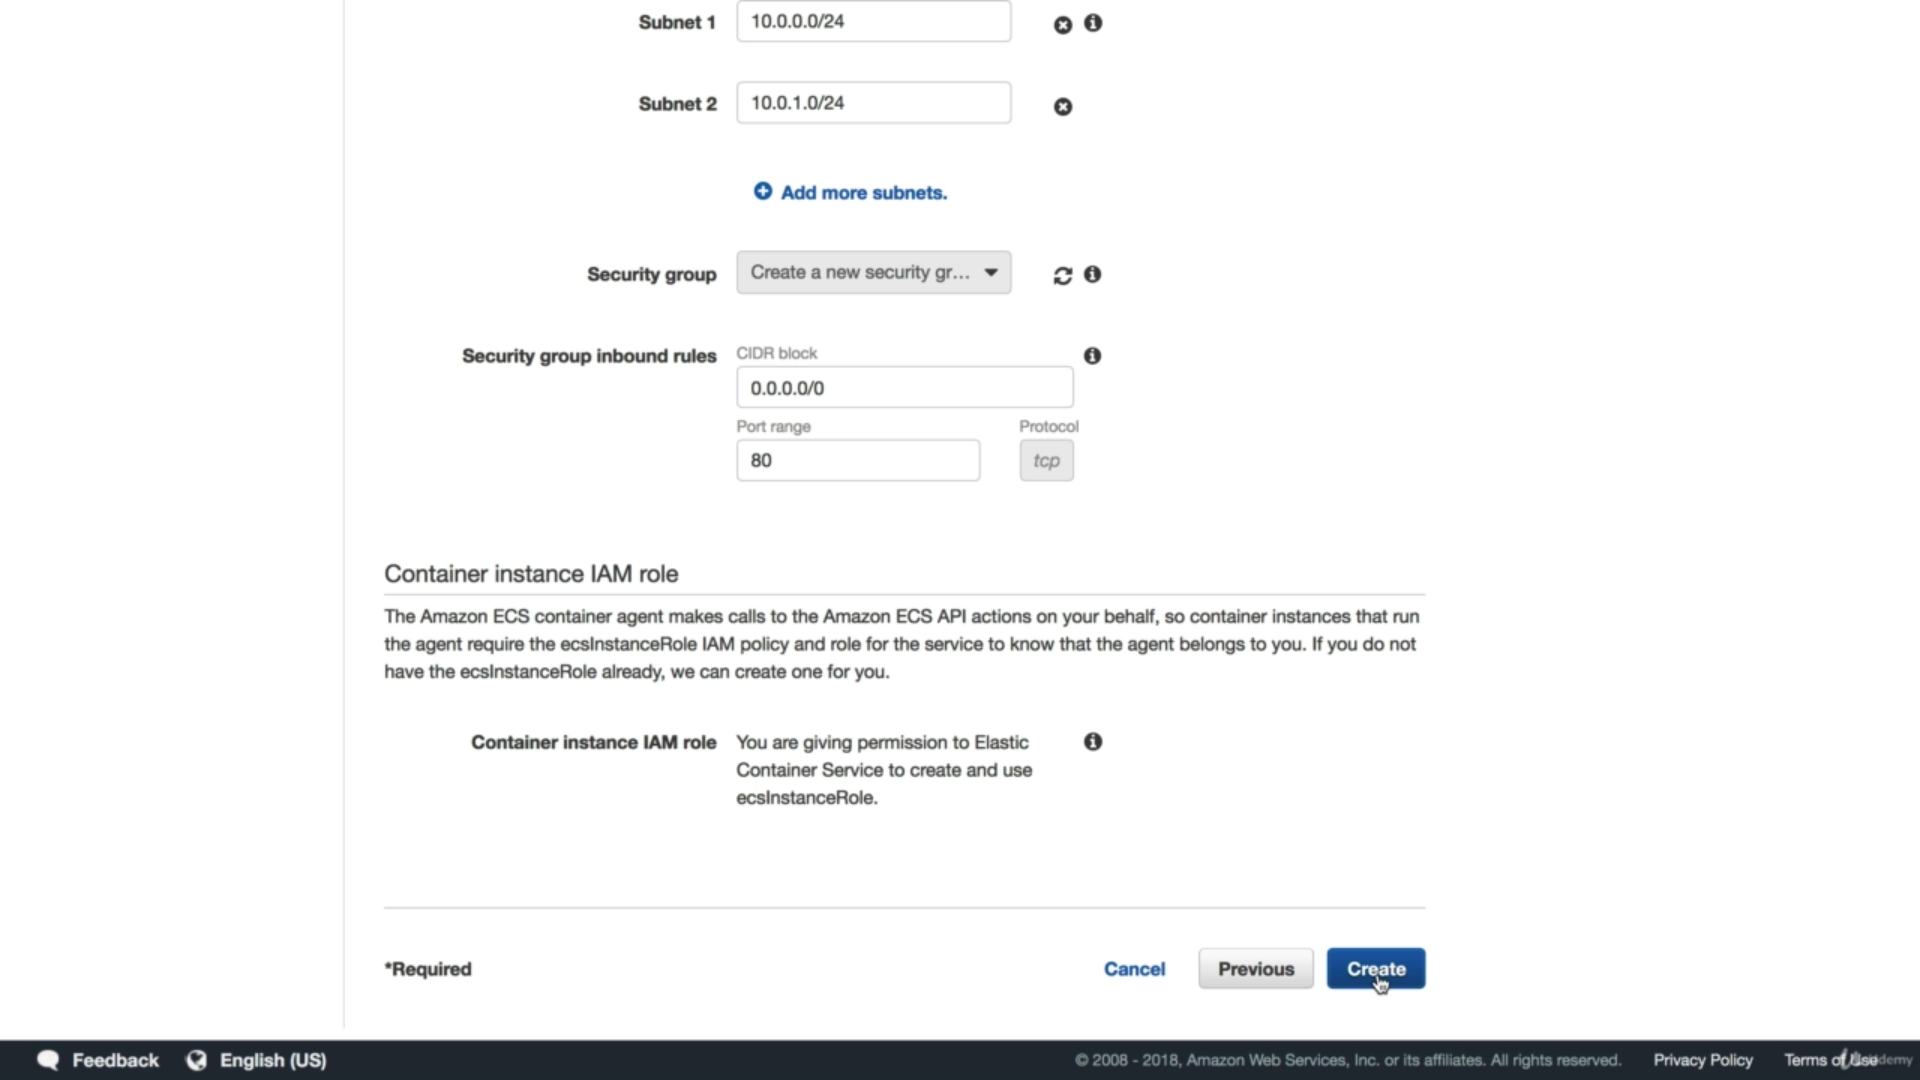 Subnet 1 10.0.0.0/24
Subnet 2 10.0.1.0/24
Add more subnets.
Security group Create a new security gr...
Security group inbound rules CIDR block
0.0.0.0/0
Port range Protocol
80 tcp
Container instance IAM role
The Amazon ECS container agent makes calls to the Amazon ECS API actions on your behalf, so container instances that run
the agent require the ecsInstanceRole IAM policy and role for the service to know that the agent belongs to you. If you do not
have the ecsInstanceRole already, we can create one for you.
Container instance IAM role You are giving permission to Elastic
Container Service to create and use
ecsInstanceRole.
*Required Cancel Previous Create
Feedback English (US) © 2008 - 2018, Amazon Web Services, Inc. or its affiliates. All rights reserved. Privacy Policy Terms of Use